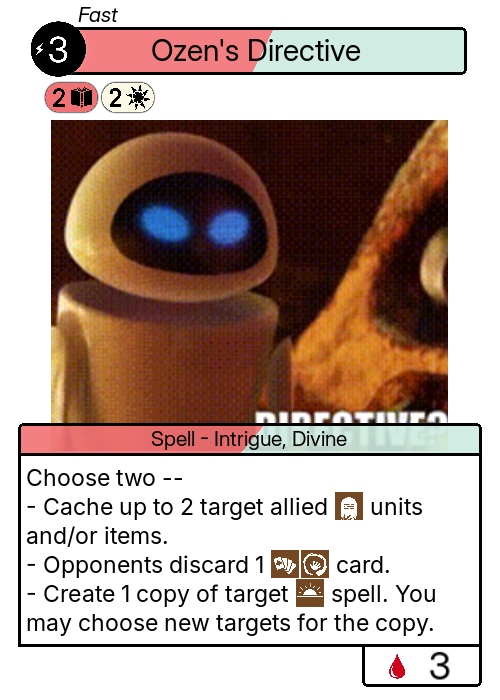 Fast
3
Ozen's Directive
2 2
DIRECTIVE?
Spell - Intrigue, Divine
Choose two --
- Cache up to 2 target allied units
and/or items.
- Opponents discard 1 card.
- Create 1 copy of target spell. You
may choose new targets for the copy.
3